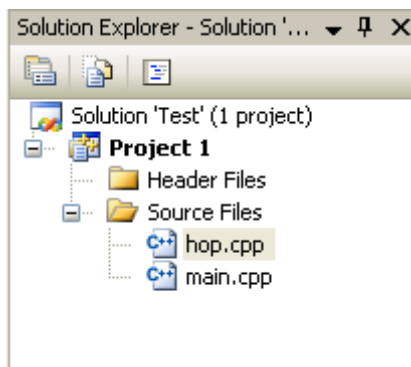 Solution Explorer - Solution '...
Solution 'Test' (1 project)
Project 1
Header Files
Source Files
hop.cpp
main.cpp